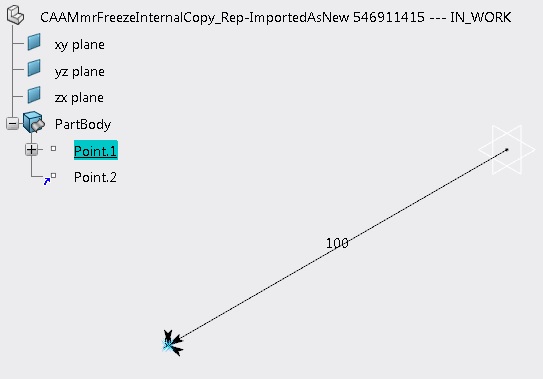 CAAMmrFreezeInternalCopy_Rep-ImportedAsNew 546911415 --- IN_WORK
xy plane
yz plane
zx plane
PartBody
Point.1
Point.2
100